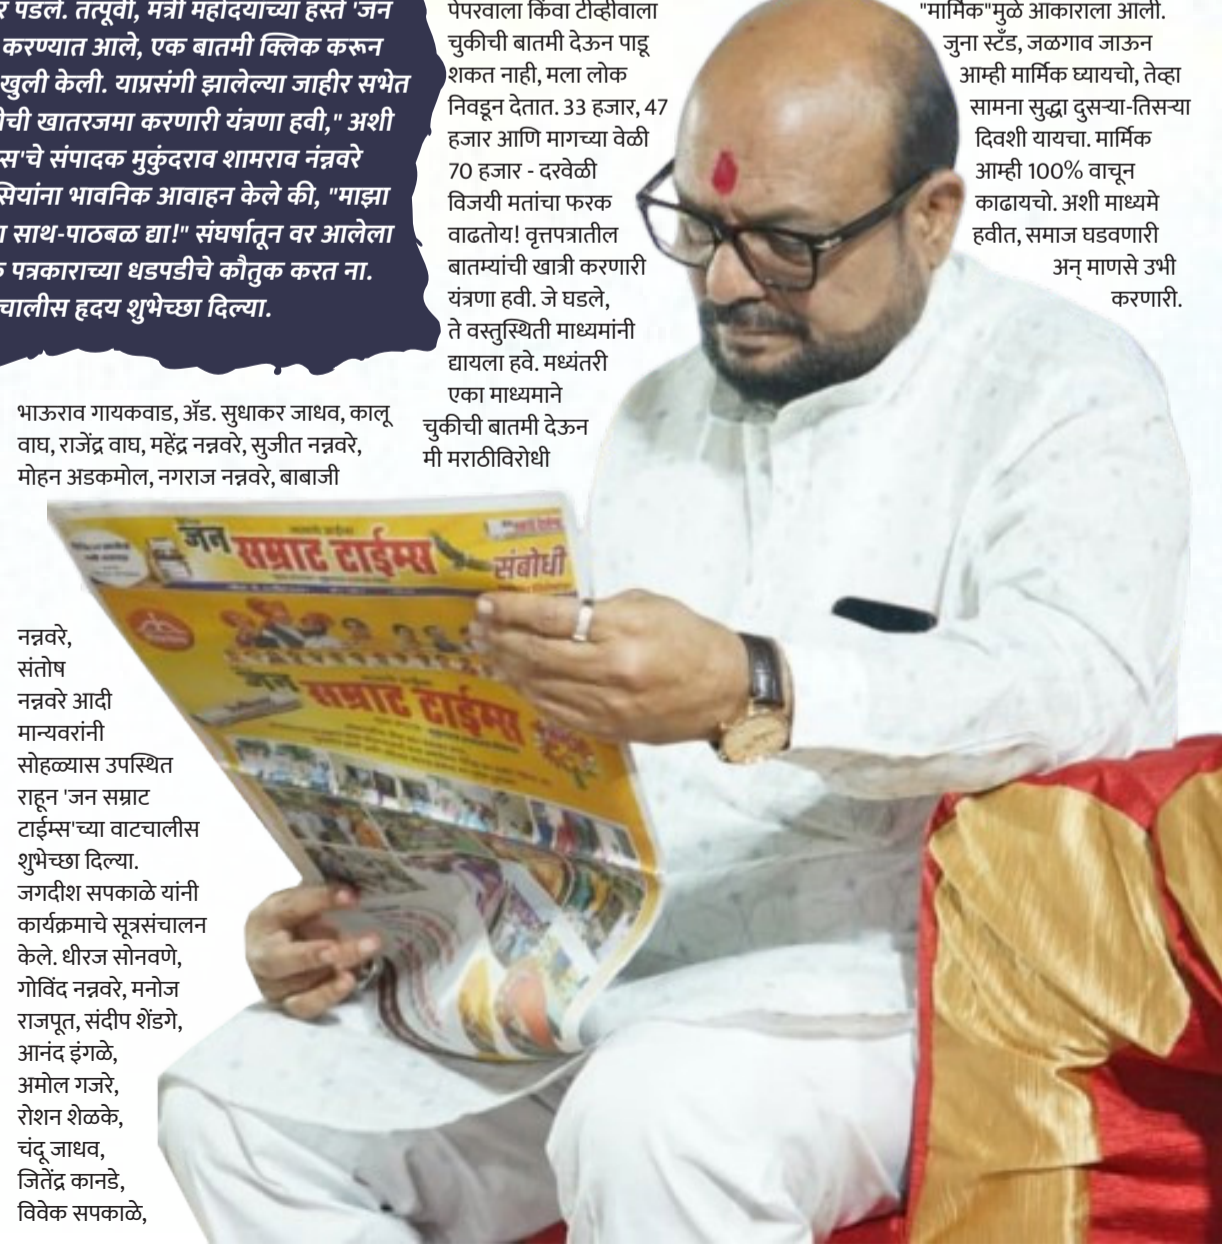 र पडले. तत्पूर्वी, मंत्री महोदयांच्या हस्ते 'जन
करण्यात आले, एक बातमी क्लिक करून
खुली केली. याप्रसंगी झालेल्या जाहीर सभेत
ची खातरजमा करणारी यंत्रणा हवी," अशी
स'चे संपादक मुकुंदराव शामराव नंन्नवरे
सियांना भावनिक आवाहन केले की, "माझा
साथ-पाठबळ द्या!" संघर्षातून वर आलेला
पत्रकाराच्या धडपडीचे कौतुक करत ना.
चालीस हृदय शुभेच्छा दिल्या.
भाऊराव गायकवाड, ॲड. सुधाकर जाधव, कालू
वाघ, राजेंद्र वाघ, महेंद्र नन्नवरे, सुजीत नन्नवरे,
मोहन अडकमोल, नगराज नन्नवरे, बाबाजी
नन्नवरे,
संतोष
नन्नवरे आदी
मान्यवरांनी
सोहळ्यास उपस्थित
राहून 'जन सम्राट
टाईम्स'च्या वाटचालीस
शुभेच्छा दिल्या.
जगदीश सपकाळे यांनी
कार्यक्रमाचे सूत्रसंचालन
केले. धीरज सोनवणे,
गोविंद नन्नवरे, मनोज
राजपूत, संदीप शेंडगे,
आनंद इंगळे,
अमोल गजरे,
रोशन शेळके,
चंदू जाधव,
जितेंद्र कानडे,
विवेक सपकाळे,
पेपरवाला किंवा टीव्हीवाला
चुकीची बातमी देऊन पाडू
शकत नाही, मला लोक
निवडून देतात. 33 हजार, 47
हजार आणि मागच्या वेळी
70 हजार - दरवेळी
विजयी मतांचा फरक
वाढतोय! वृत्तपत्रातील
बातम्यांची खात्री करणारी
यंत्रणा हवी. जे घडले,
ते वस्तुस्थिती माध्यमांनी
द्यायला हवे. मध्यंतरी
एका माध्यमाने
चुकीची बातमी देऊन
मी मराठीविरोधी
"मार्मिक"मुळे आकाराला आली.
जुना स्टँड, जळगाव जाऊन
आम्ही मार्मिक घ्यायचो, तेव्हा
सामना सुद्धा दुसऱ्या-तिसऱ्या
दिवशी यायचा. मार्मिक
आम्ही 100% वाचून
काढायचो. अशी माध्यमे
हवीत, समाज घडवणारी
अन् माणसे उभी
करणारी.
जन सम्राट टाईम्स
संबोधी
जन सम्राट टाईम्स